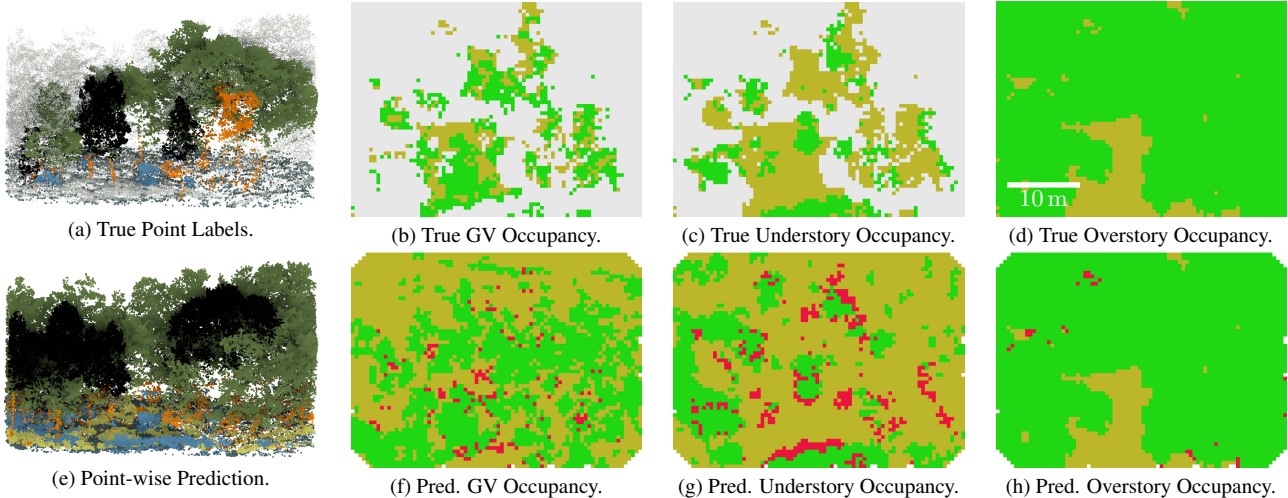 10 m
(a) True Point Labels.
(b) True GV Occupancy.
(c) True Understory Occupancy.
(d) True Overstory Occupancy.
(e) Point-wise Prediction.
(f) Pred. GV Occupancy.
(g) Pred. Understory Occupancy.
(h) Pred. Overstory Occupancy.